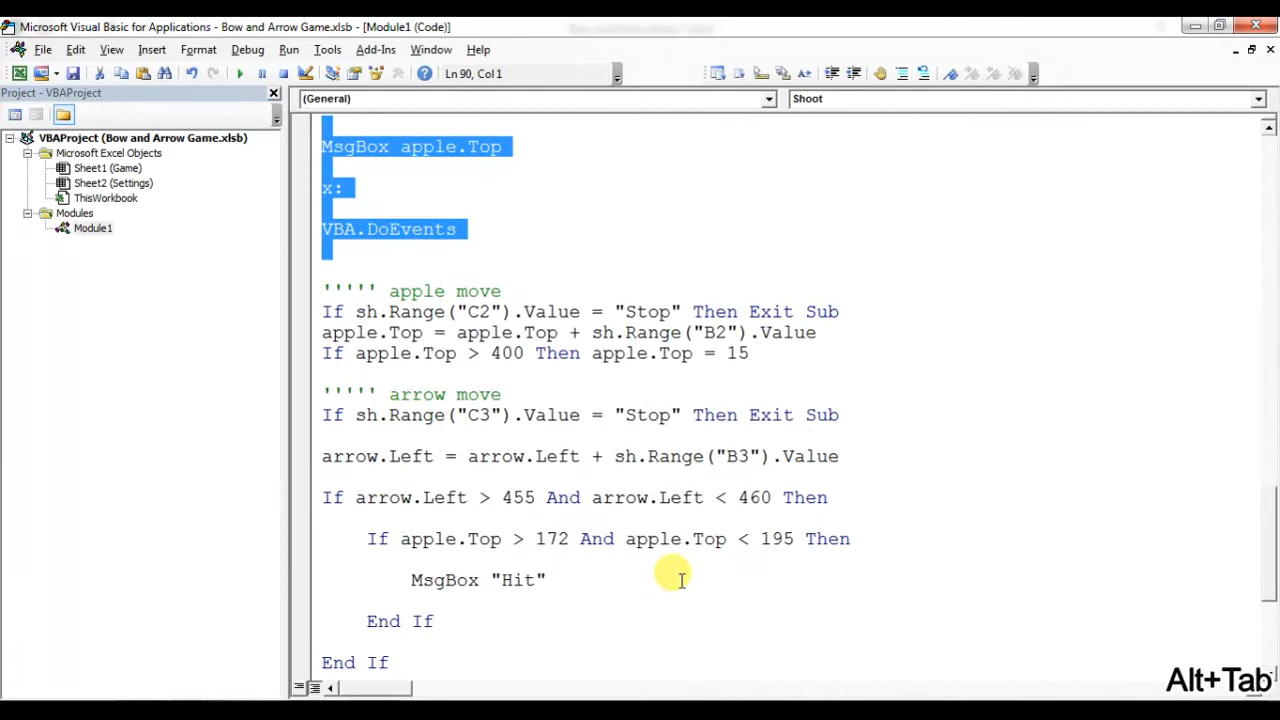 Microsoft Visual Basic for Applications - Bow and Arrow Game.xlsb - [Module1 (Code)]
File Edit View Insert Format Debug Run Tools Add-Ins Window Help
Ln 90, Col 1
Project - VBAProject
(General)
Shoot
VBAProject (Bow and Arrow Game.xlsb)
Microsoft Excel Objects
Sheet1 (Game)
Sheet2 (Settings)
ThisWorkbook
Modules
Module1
MsgBox apple.Top
x:
VBA.DoEvents
''''' apple move
If sh.Range("C2").Value = "Stop" Then Exit Sub
apple.Top = apple.Top + sh.Range("B2").Value
If apple.Top > 400 Then apple.Top = 15
''''' arrow move
If sh.Range("C3").Value = "Stop" Then Exit Sub
arrow.Left = arrow.Left + sh.Range("B3").Value
If arrow.Left > 455 And arrow.Left < 460 Then
If apple.Top > 172 And apple.Top < 195 Then
MsgBox "Hit"
End If
End If
Alt+Tab